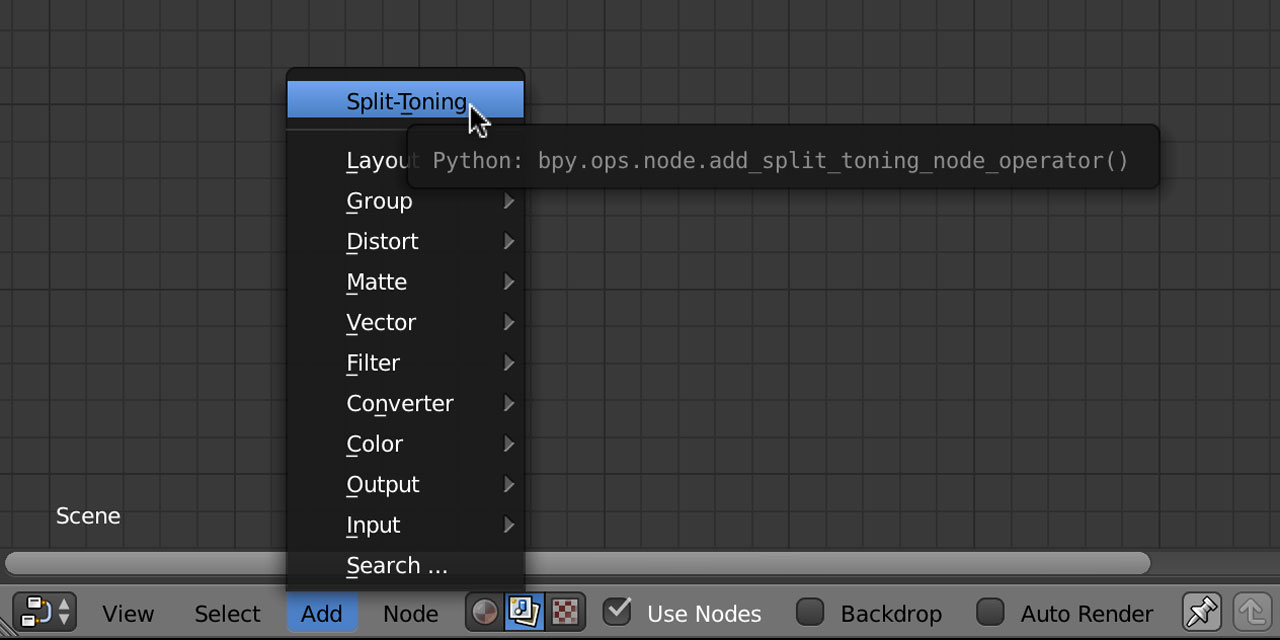 Split-Toning
Layou
Python: bpy.ops.node.add_split_toning_node_operator()
Group
Distort
Matte
Vector
Filter
Converter
Color
Output
Scene
Input
Search ...
View Select Add Node Use Nodes Backdrop Auto Render